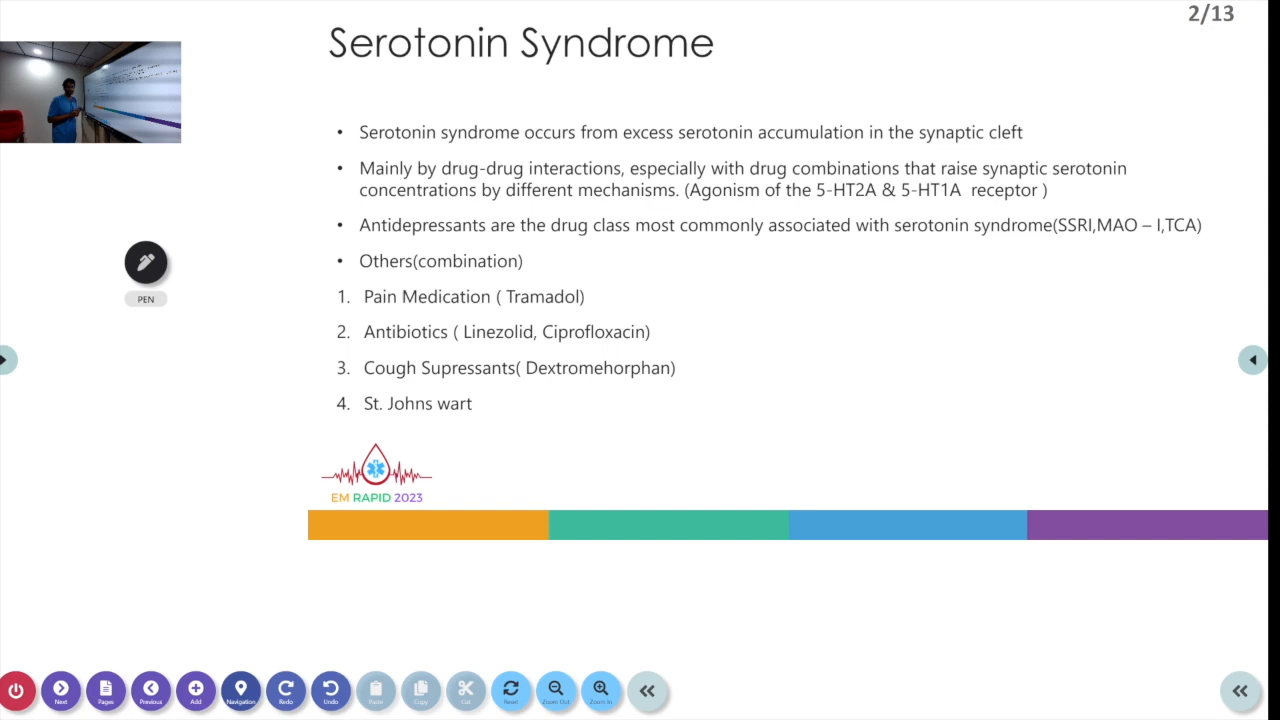 2/13
Serotonin Syndrome
• Serotonin syndrome occurs from excess serotonin accumulation in the synaptic cleft
• Mainly by drug-drug interactions, especially with drug combinations that raise synaptic serotonin
concentrations by different mechanisms. (Agonism of the 5-HT2A & 5-HT1A receptor )
• Antidepressants are the drug class most commonly associated with serotonin syndrome(SSRI,MAO – I,TCA)
• Others(combination)
1. Pain Medication ( Tramadol)
2. Antibiotics ( Linezolid, Ciprofloxacin)
3. Cough Supressants( Dextromehorphan)
4. St. Johns wart
PEN
EM RAPID 2023
Next Pages Previous Add Navigation Redo Undo Paste Copy Cut Reset Zoom Out Zoom In